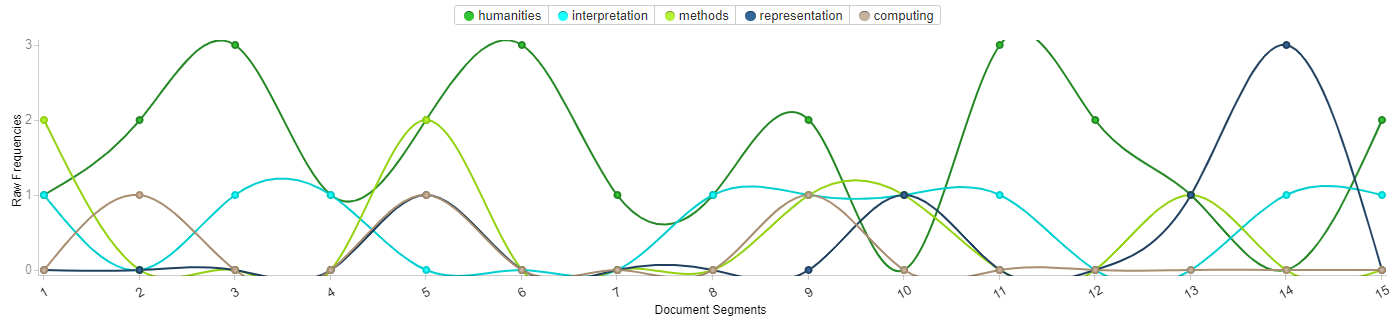 humanities interpretation methods representation computing
3
2
1
0
Raw Frequencies
1 2 3 4 5 6 7 8 9 10 11 12 13 14 15
Document Segments